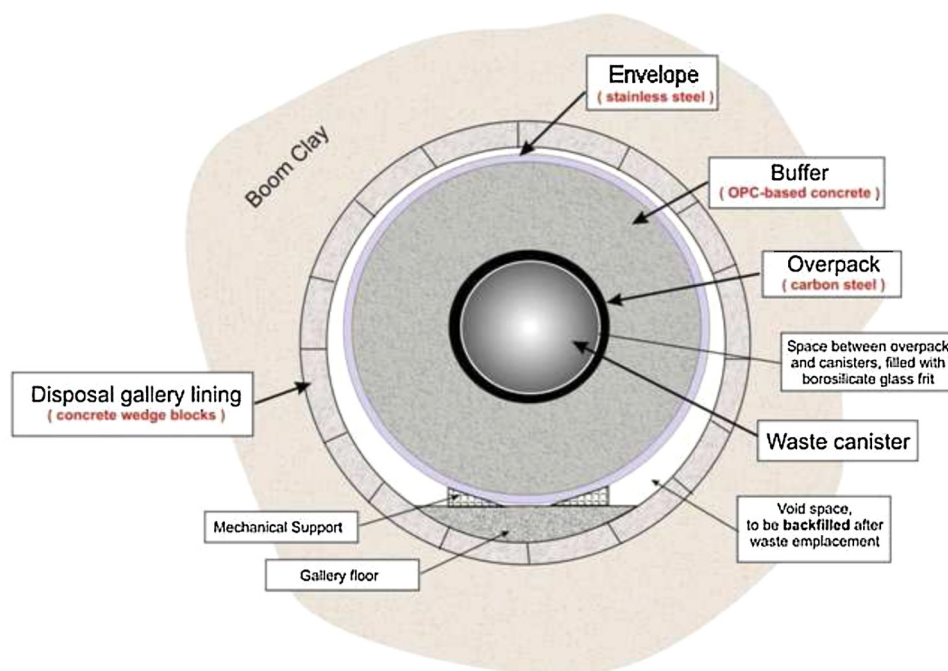 Envelope
( stainless steel )
Boom Clay
Buffer
( OPC-based concrete )
Overpack
( carbon steel )
Space between overpack
and canisters, filled with
borosilicate glass frit
Disposal gallery lining
( concrete wedge blocks )
Waste canister
Mechanical Support
Void space,
to be backfilled after
waste emplacement
Gallery floor